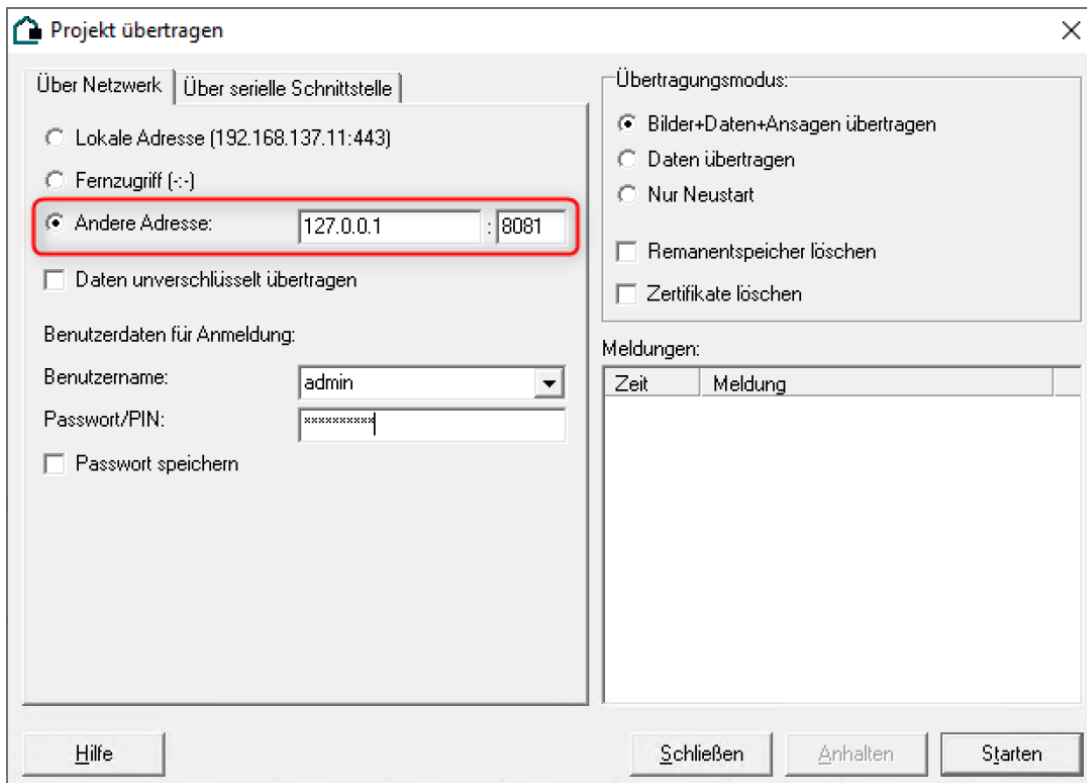 Projekt übertragen
Über Netzwerk
Über serielle Schnittstelle
Lokale Adresse (192.168.137.11:443)
Fernzugriff (-:-)
Andere Adresse: 127.0.0.1 : 8081
Daten unverschlüsselt übertragen
Benutzerdaten für Anmeldung:
Benutzername: admin
Passwort/PIN: **********
Passwort speichern
Übertragungsmodus:
Bilder+Daten+Ansagen übertragen
Daten übertragen
Nur Neustart
Remanentspeicher löschen
Zertifikate löschen
Meldungen:
Zeit Meldung
Hilfe
Schließen
Anhalten
Starten